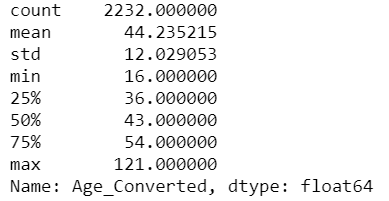 count    2232.000000
mean       44.235215
std        12.029053
min        16.000000
25%        36.000000
50%        43.000000
75%        54.000000
max       121.000000
Name: Age_Converted, dtype: float64